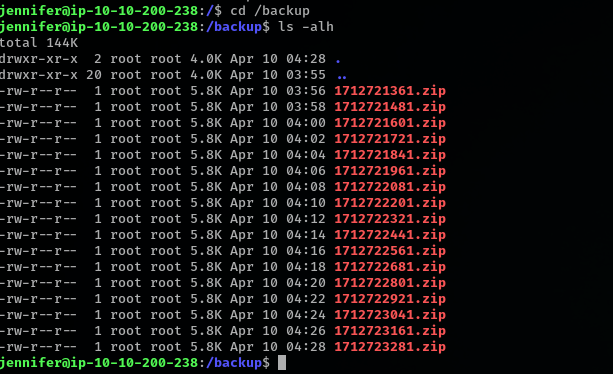 jennifer@ip-10-10-200-238:/$ cd /backup
jennifer@ip-10-10-200-238:/backup$ ls -alh
total 144K
drwxr-xr-x  2 root root 4.0K Apr 10 04:28 .
drwxr-xr-x 20 root root 4.0K Apr 10 03:55 ..
-rw-r--r--  1 root root 5.8K Apr 10 03:56 1712721361.zip
-rw-r--r--  1 root root 5.8K Apr 10 03:58 1712721481.zip
-rw-r--r--  1 root root 5.8K Apr 10 04:00 1712721601.zip
-rw-r--r--  1 root root 5.8K Apr 10 04:02 1712721721.zip
-rw-r--r--  1 root root 5.8K Apr 10 04:04 1712721841.zip
-rw-r--r--  1 root root 5.8K Apr 10 04:06 1712721961.zip
-rw-r--r--  1 root root 5.8K Apr 10 04:08 1712722081.zip
-rw-r--r--  1 root root 5.8K Apr 10 04:10 1712722201.zip
-rw-r--r--  1 root root 5.8K Apr 10 04:12 1712722321.zip
-rw-r--r--  1 root root 5.8K Apr 10 04:14 1712722441.zip
-rw-r--r--  1 root root 5.8K Apr 10 04:16 1712722561.zip
-rw-r--r--  1 root root 5.8K Apr 10 04:18 1712722681.zip
-rw-r--r--  1 root root 5.8K Apr 10 04:20 1712722801.zip
-rw-r--r--  1 root root 5.8K Apr 10 04:22 1712722921.zip
-rw-r--r--  1 root root 5.8K Apr 10 04:24 1712723041.zip
-rw-r--r--  1 root root 5.8K Apr 10 04:26 1712723161.zip
-rw-r--r--  1 root root 5.8K Apr 10 04:28 1712723281.zip
jennifer@ip-10-10-200-238:/backup$